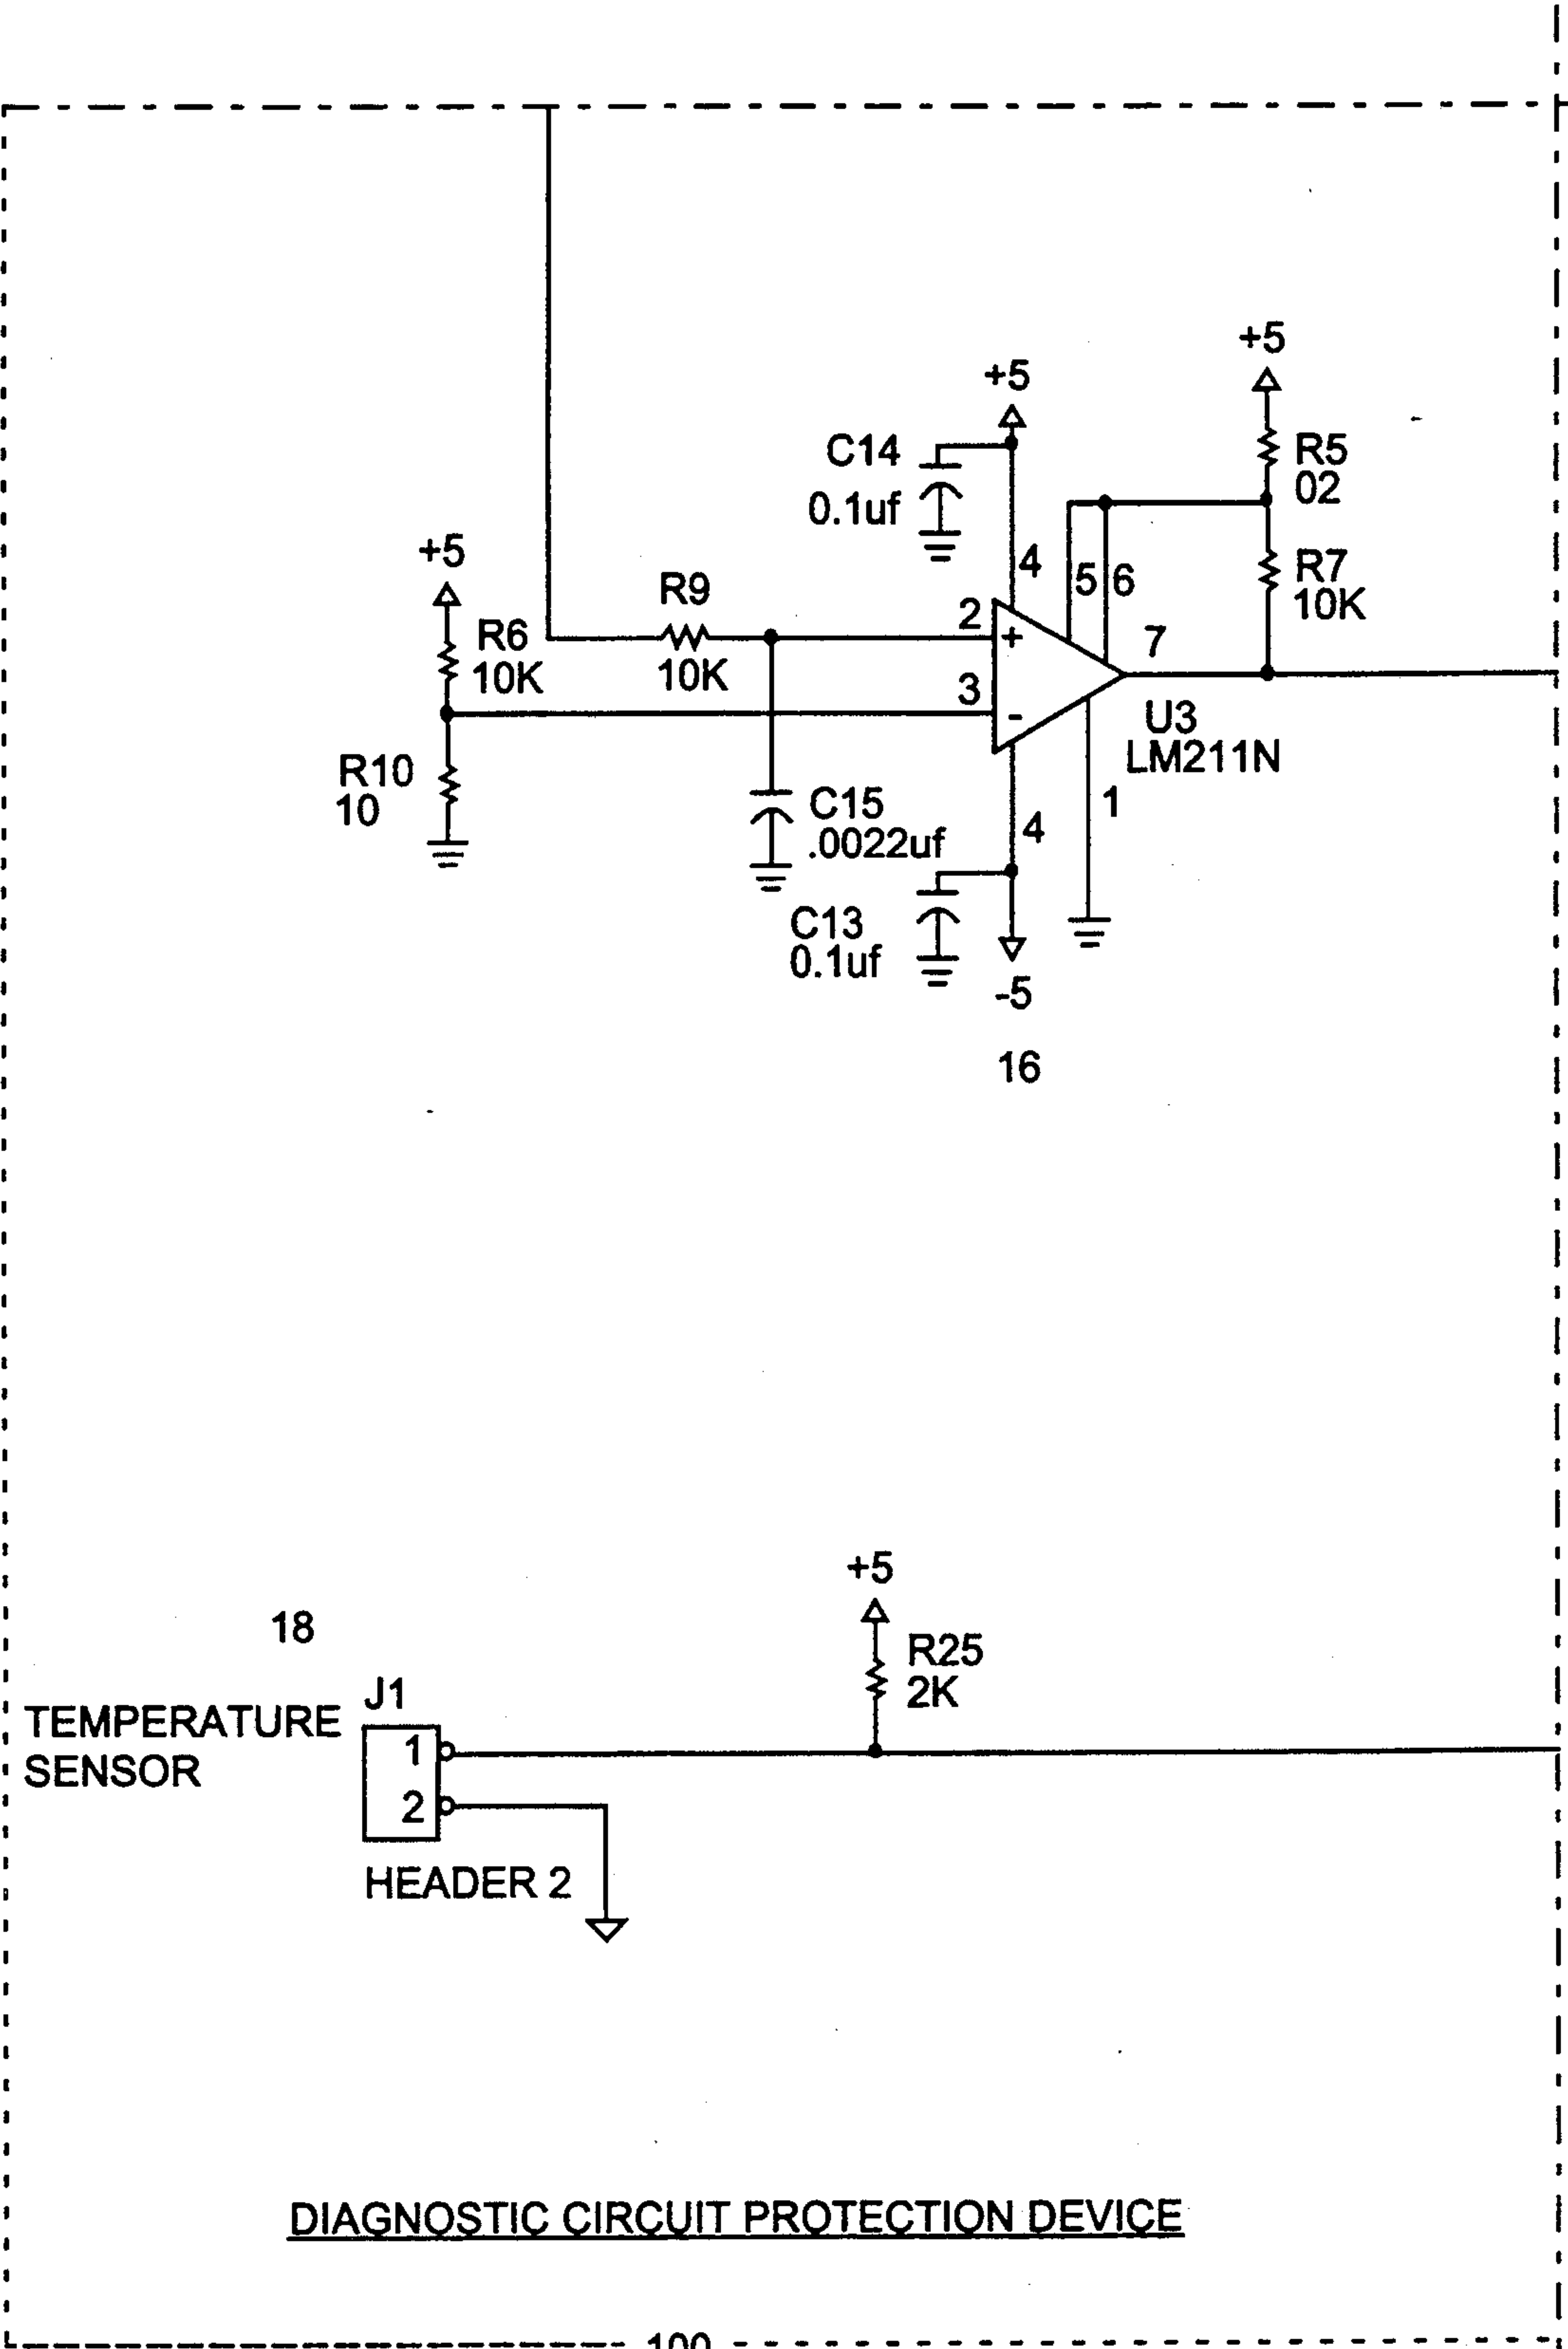 +5
+5
C14
0.1uf
R5
02
+5
4
5
6
R7
10K
R9
10K
2
+
7
R6
10K
3
-
U3
LM211N
R10
10
1
C15
.0022uf
4
C13
0.1uf
-5
16
+5
18
R25
2K
J1
TEMPERATURE
SENSOR
1
2
HEADER 2
DIAGNOSTIC CIRCUIT PROTECTION DEVICE
100